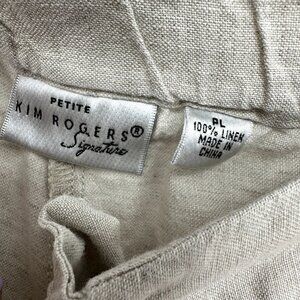 PETITE
KIM ROGERS®
Signature
PL
100% LINEN
MADE IN
CHINA